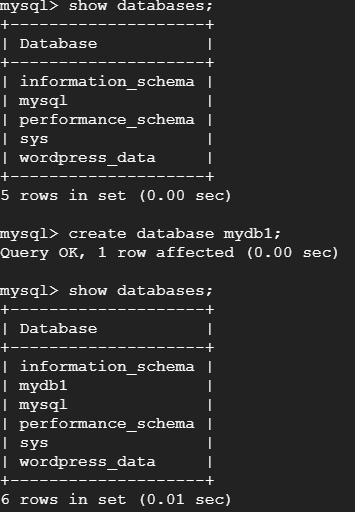 mysql> show databases;
+--------------------+
| Database           |
+--------------------+
| information_schema |
| mysql              |
| performance_schema |
| sys                |
| wordpress_data     |
+--------------------+
5 rows in set (0.00 sec)

mysql> create database mydb1;
Query OK, 1 row affected (0.00 sec)

mysql> show databases;
+--------------------+
| Database           |
+--------------------+
| information_schema |
| mydb1              |
| mysql              |
| performance_schema |
| sys                |
| wordpress_data     |
+--------------------+
6 rows in set (0.01 sec)